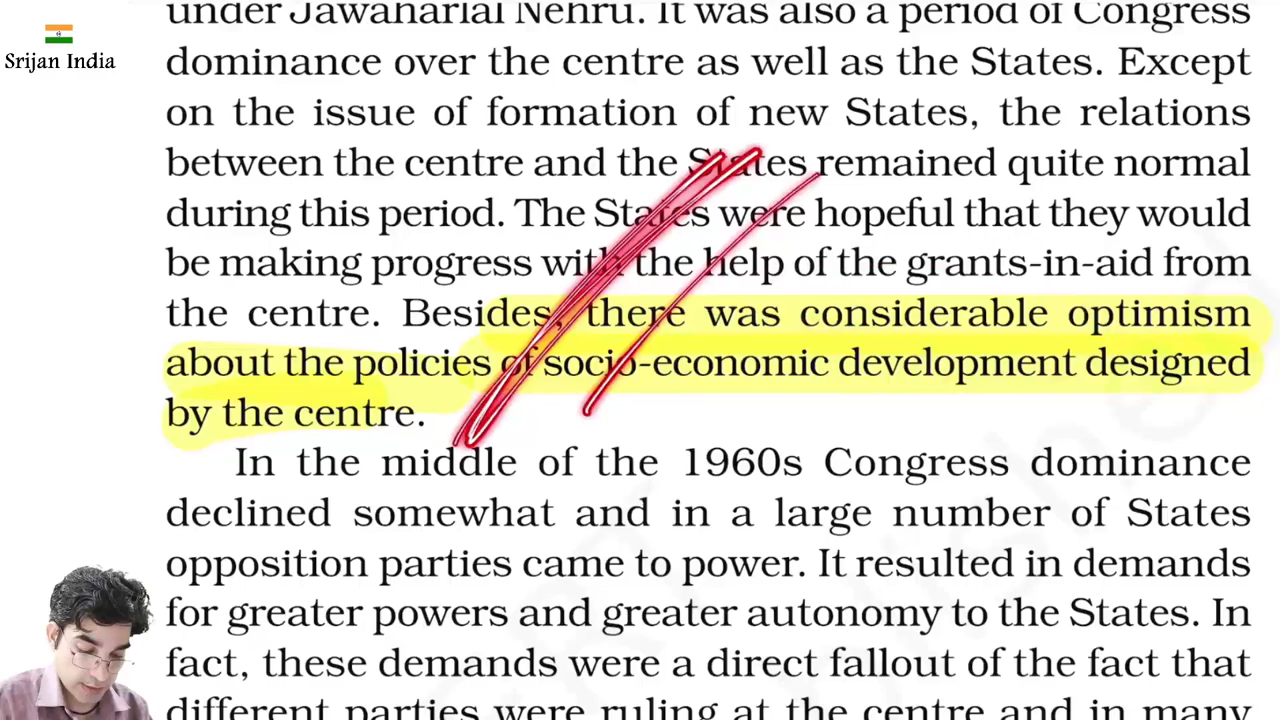 under Jawaharlal Nehru. It was also a period of Congress
Srijan India
dominance over the centre as well as the States. Except
on the issue of formation of new States, the relations
between the centre and the States remained quite normal
during this period. The States were hopeful that they would
be making progress with the help of the grants-in-aid from
the centre. Besides, there was considerable optimism
about the policies of socio-economic development designed
by the centre.
In the middle of the 1960s Congress dominance
declined somewhat and in a large number of States
opposition parties came to power. It resulted in demands
for greater powers and greater autonomy to the States. In
fact, these demands were a direct fallout of the fact that
different parties were ruling at the centre and in many